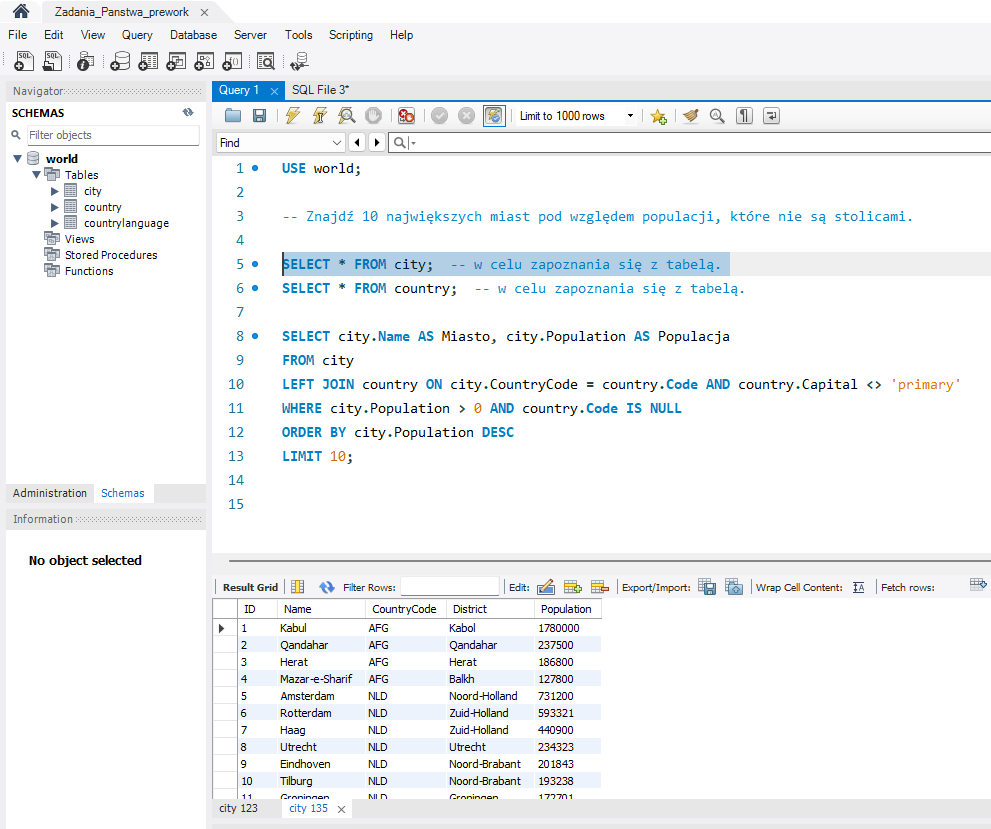 Zadania_Panstwa_prework
File Edit View Query Database Server Tools Scripting Help
Navigator
SCHEMAS
Filter objects
world
Tables
city
country
countrylanguage
Views
Stored Procedures
Functions
Administration Schemas
Information
No object selected
Query 1 SQL File 3*
Limit to 1000 rows
Find
1 USE world;
2
3 -- Znajdź 10 największych miast pod względem populacji, które nie są stolicami.
4
5 SELECT * FROM city; -- w celu zapoznania się z tabelą.
6 SELECT * FROM country; -- w celu zapoznania się z tabelą.
7
8 SELECT city.Name AS Miasto, city.Population AS Populacja
9 FROM city
10 LEFT JOIN country ON city.CountryCode = country.Code AND country.Capital <> 'primary'
11 WHERE city.Population > 0 AND country.Code IS NULL
12 ORDER BY city.Population DESC
13 LIMIT 10;
14
15
Result Grid Filter Rows: Edit: Export/Import: Wrap Cell Content: Fetch rows:
ID Name CountryCode District Population
1 Kabul AFG Kabol 1780000
2 Qandahar AFG Qandahar 237500
3 Herat AFG Herat 186800
4 Mazar-e-Sharif AFG Balkh 127800
5 Amsterdam NLD Noord-Holland 731200
6 Rotterdam NLD Zuid-Holland 593321
7 Haag NLD Zuid-Holland 440900
8 Utrecht NLD Utrecht 234323
9 Eindhoven NLD Noord-Brabant 201843
10 Tilburg NLD Noord-Brabant 193238
11 Groningen NLD Groningen 172701
city 123 city 135